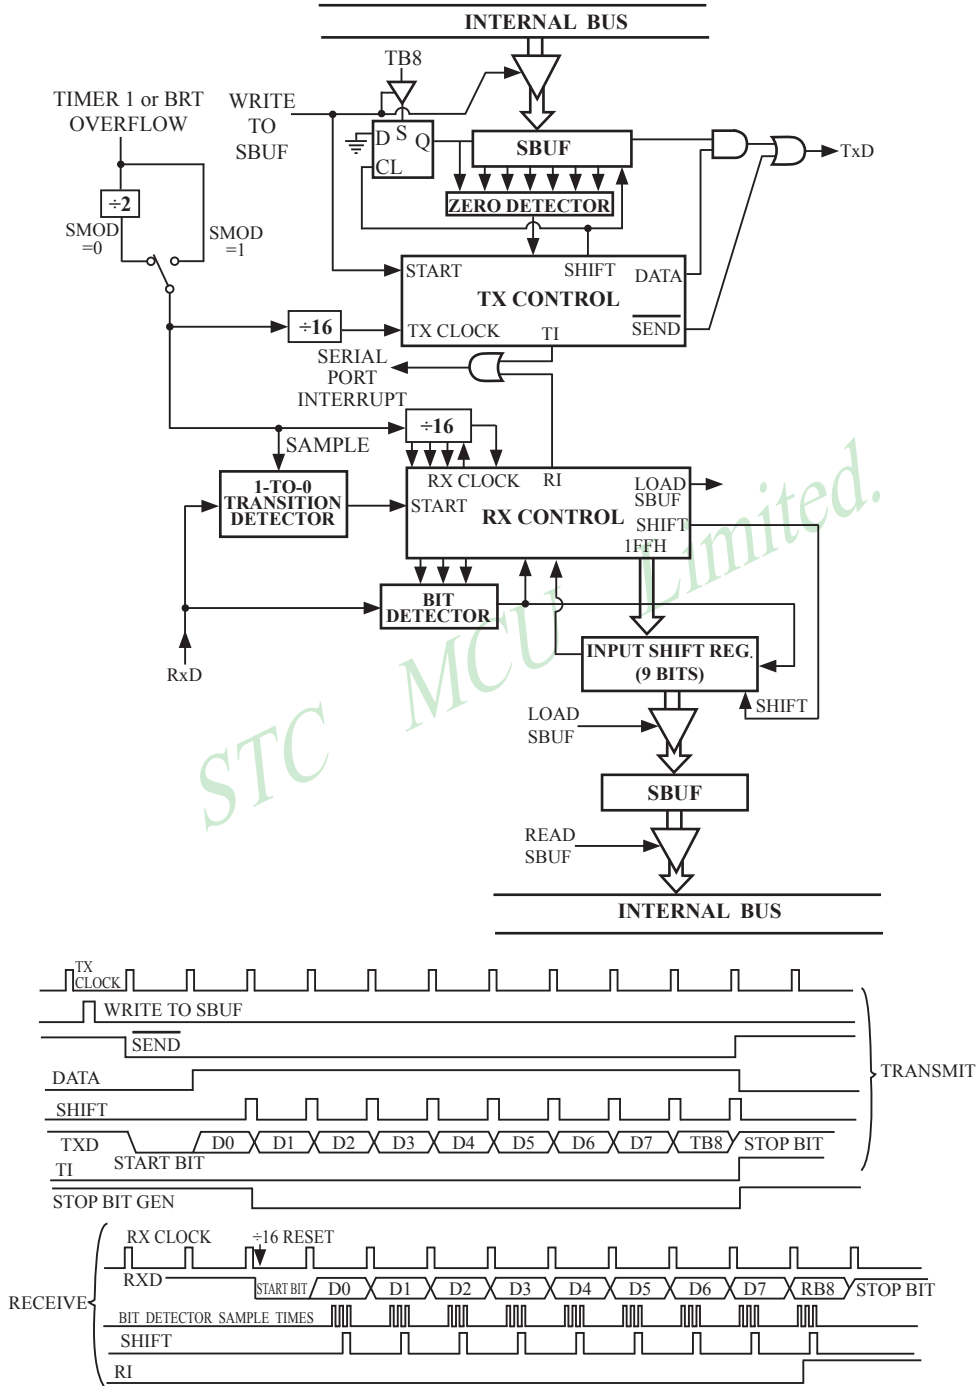 INTERNAL BUS
TB8
TIMER 1 or BRT
OVERFLOW
WRITE
TO
SBUF
D S Q
CL
SBUF
TxD
÷2
ZERO DETECTOR
SMOD
=0
SMOD
=1
START
SHIFT
DATA
TX CONTROL
÷16
TX CLOCK
TI
SEND
SERIAL
PORT
INTERRUPT
÷16
SAMPLE
RX CLOCK
RI
LOAD
SBUF
1-TO-0
TRANSITION
DETECTOR
START
RX CONTROL
SHIFT
1FFH
BIT
DETECTOR
RxD
INPUT SHIFT REG.
(9 BITS)
SHIFT
LOAD
SBUF
SBUF
READ
SBUF
INTERNAL BUS
STC MCU Limited.
TX
CLOCK
WRITE TO SBUF
SEND
TRANSMIT
DATA
SHIFT
TXD
START BIT
D0 D1 D2 D3 D4 D5 D6 D7 TB8 STOP BIT
TI
STOP BIT GEN
RX CLOCK
÷16 RESET
RXD
START BIT D0 D1 D2 D3 D4 D5 D6 D7 RB8 STOP BIT
RECEIVE
BIT DETECTOR SAMPLE TIMES
SHIFT
RI